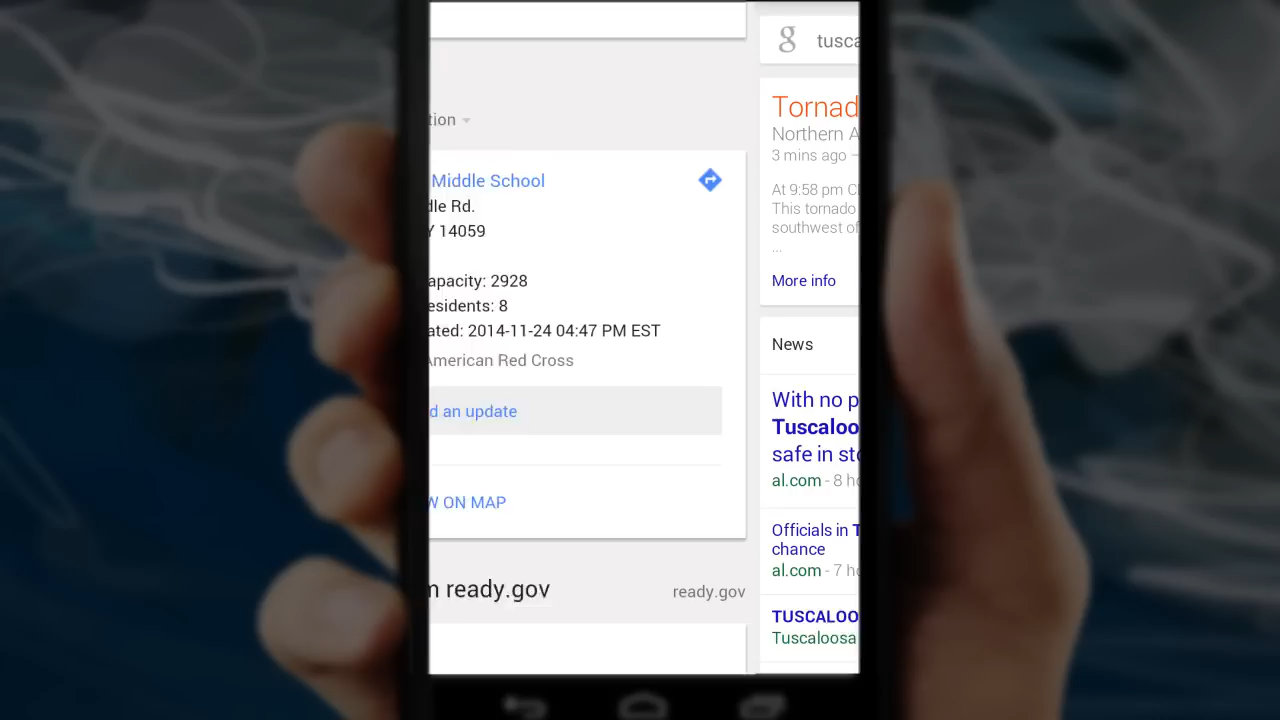 tion
Middle School
dle Rd.
Y 14059
apacity: 2928
esidents: 8
ated: 2014-11-24 04:47 PM EST
American Red Cross
d an update
W ON MAP
m ready.gov
ready.gov
g tusca
Tornad
Northern A
3 mins ago –
At 9:58 pm C
This tornado
southwest of
...
More info
News
With no p
Tuscaloo
safe in sto
al.com - 8 ho
Officials in T
chance
al.com - 7 ho
TUSCALOO
Tuscaloosa